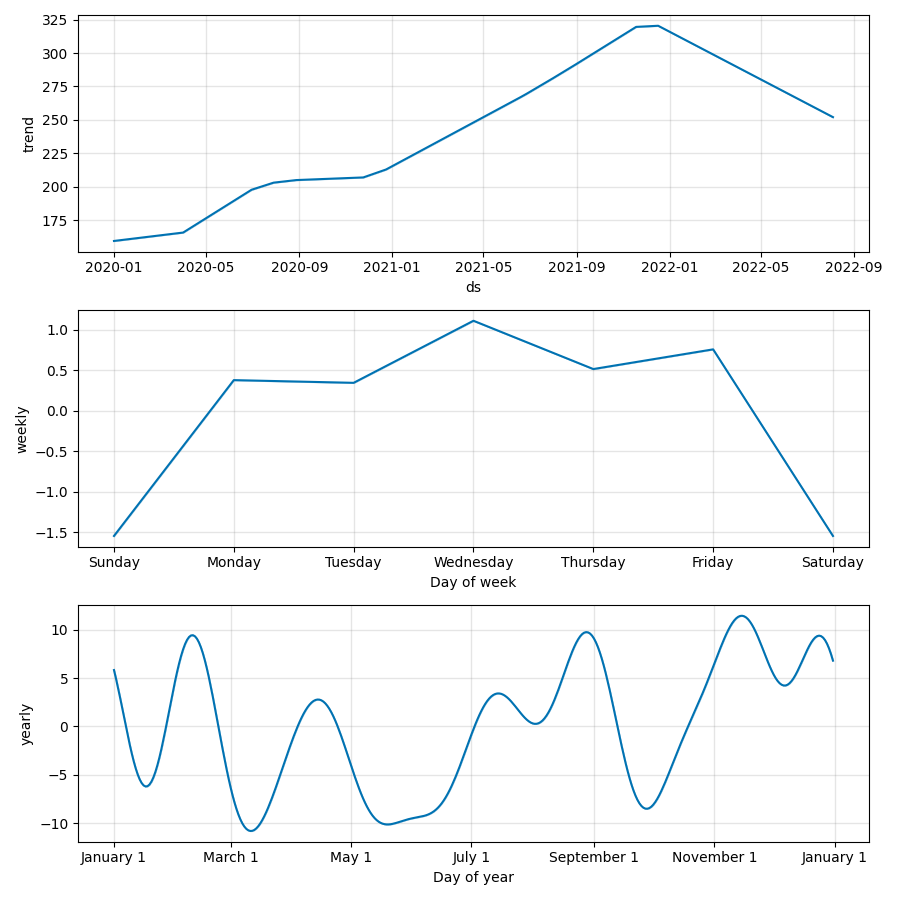 325
300
275
250
225
200
175
trend
2020-01 2020-05 2020-09 2021-01 2021-05 2021-09 2022-01 2022-05 2022-09
ds
1.0
0.5
0.0
−0.5
−1.0
−1.5
weekly
Sunday Monday Tuesday Wednesday Thursday Friday Saturday
Day of week
10
5
0
−5
−10
yearly
January 1 March 1 May 1 July 1 September 1 November 1 January 1
Day of year